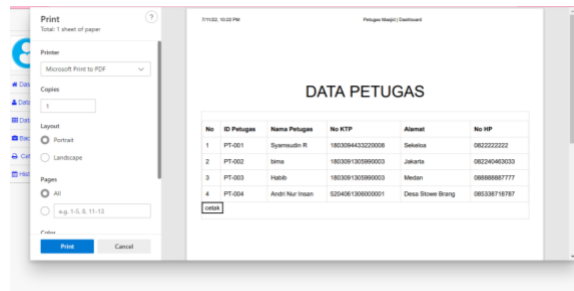 Print
Total: 1 sheet of paper
?
Printer
Microsoft Print to PDF
Copies
1
Layout
Portrait
Landscape
Pages
All
e.g. 1-5, 8, 11-13
Color
Print Cancel
7/11/22, 10:23 PM Petugas Masjid | Dashboard
DATA PETUGAS
No ID Petugas Nama Petugas No KTP Alamat No HP
1 PT-001 Syamsudin R 1803094433220008 Sekeloa 0822222222
2 PT-002 bima 1803091305990003 Jakarta 082240463033
3 PT-003 Habib 1803091305990003 Medan 088888887777
4 PT-004 Andri Nur Insan 5204081306000001 Desa Stowe Brang 085338718787
cetak